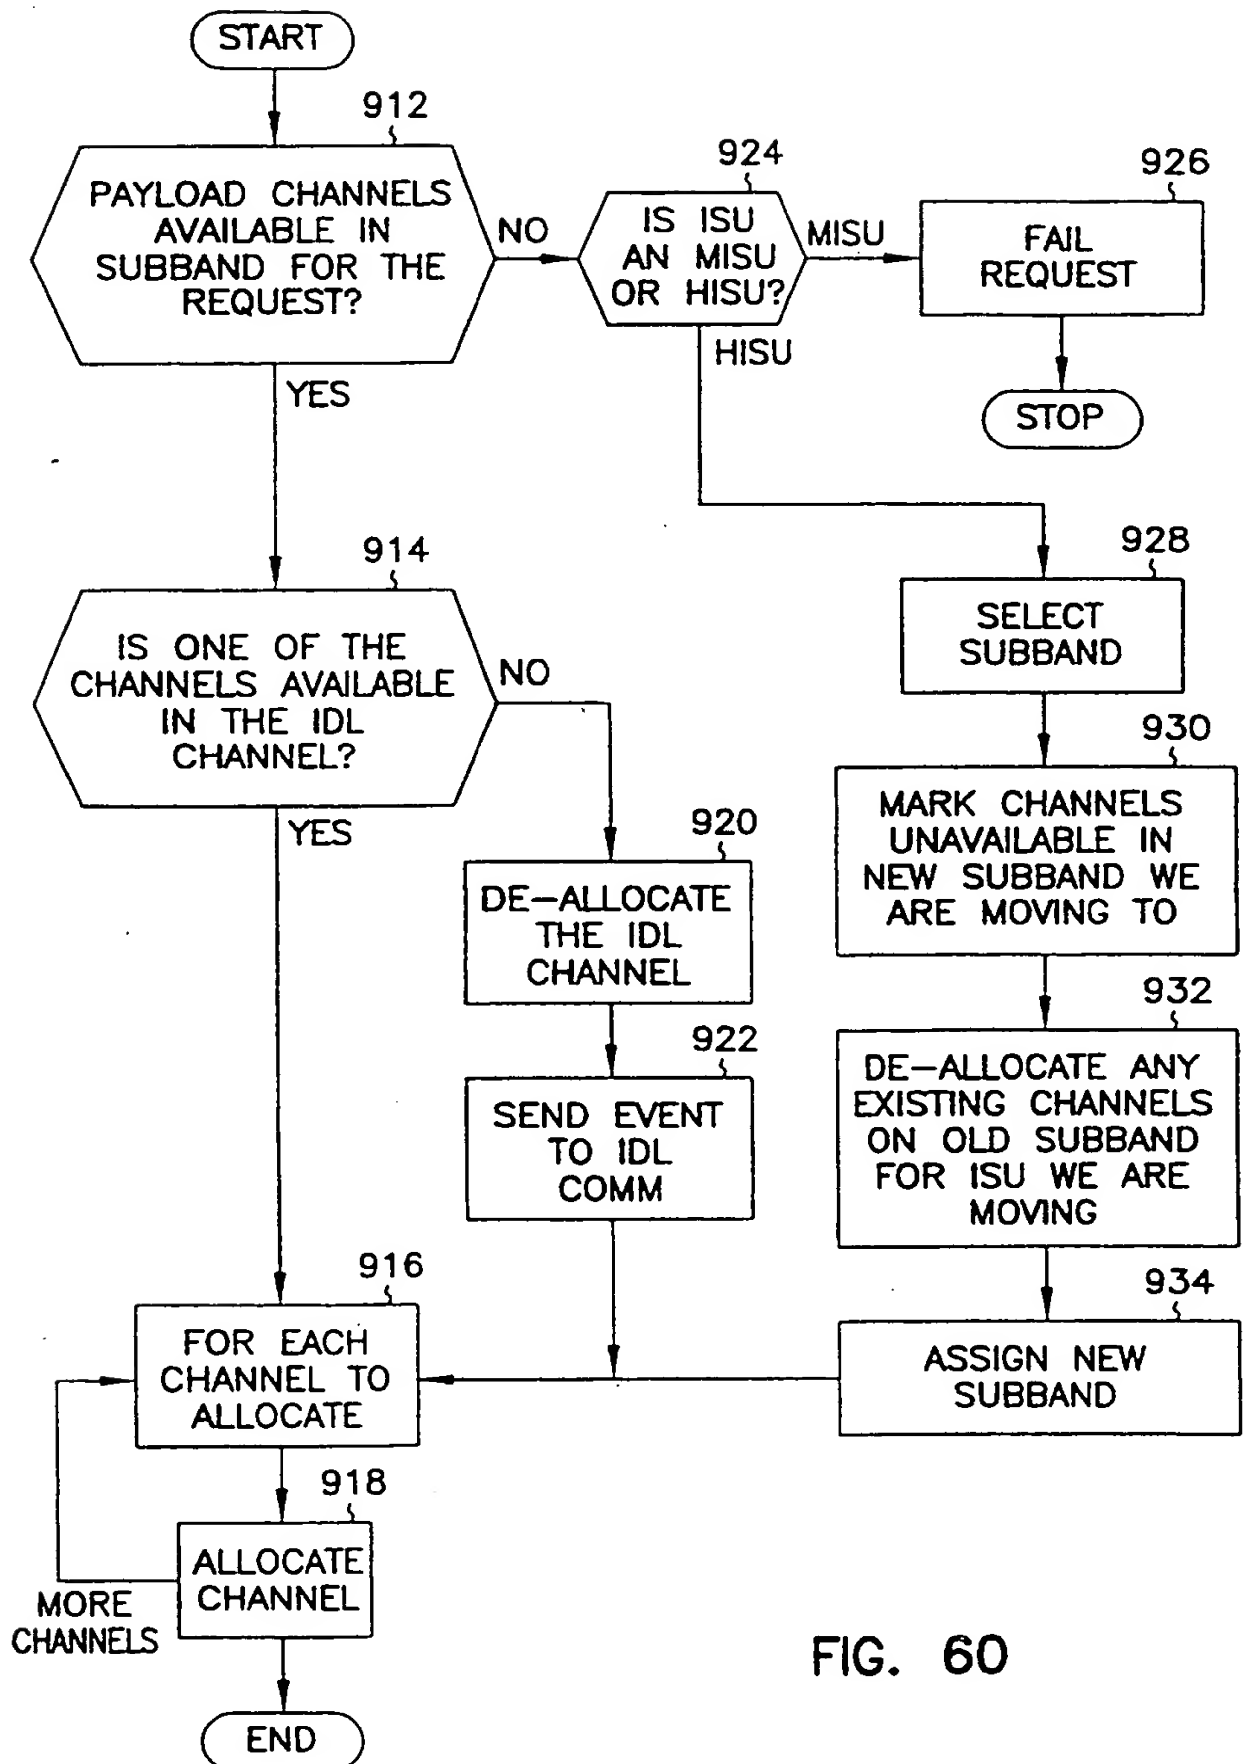 START
912
PAYLOAD CHANNELS
AVAILABLE IN
SUBBAND FOR THE
REQUEST?
NO
YES
924
IS ISU
AN MISU
OR HISU?
MISU
HISU
926
FAIL
REQUEST
STOP
914
IS ONE OF THE
CHANNELS AVAILABLE
IN THE IDL
CHANNEL?
NO
YES
928
SELECT
SUBBAND
930
MARK CHANNELS
UNAVAILABLE IN
NEW SUBBAND WE
ARE MOVING TO
920
DE-ALLOCATE
THE IDL
CHANNEL
932
DE-ALLOCATE ANY
EXISTING CHANNELS
ON OLD SUBBAND
FOR ISU WE ARE
MOVING
922
SEND EVENT
TO IDL
COMM
934
ASSIGN NEW
SUBBAND
916
FOR EACH
CHANNEL TO
ALLOCATE
918
ALLOCATE
CHANNEL
MORE
CHANNELS
END
FIG. 60